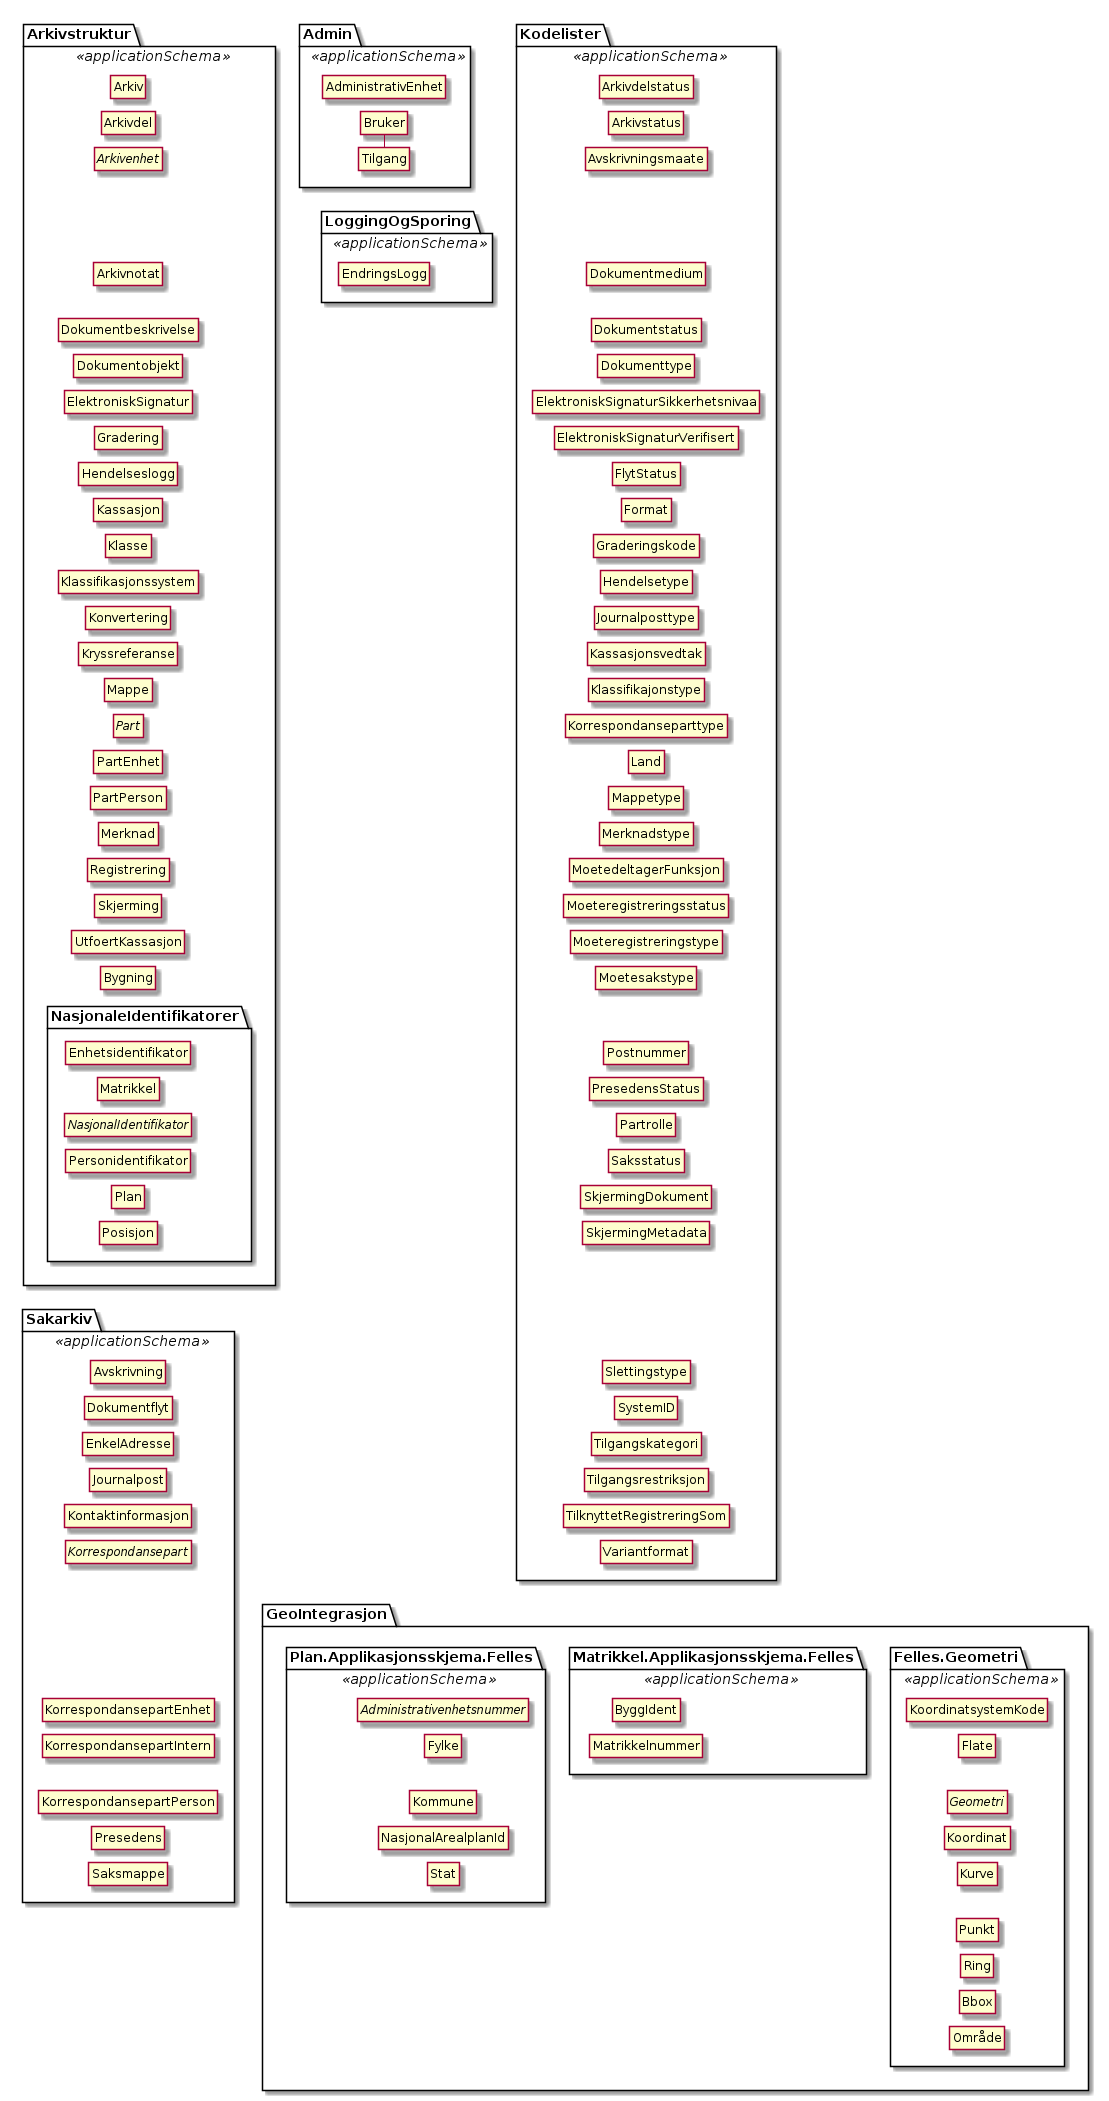 Arkivstruktur
«applicationSchema»
Arkiv
Arkivdel
Arkivenhet
Arkivnotat
Dokumentbeskrivelse
Dokumentobjekt
ElektroniskSignatur
Gradering
Hendelseslogg
Kassasjon
Klasse
Klassifikasjonssystem
Konvertering
Kryssreferanse
Mappe
Part
PartEnhet
PartPerson
Merknad
Registrering
Skjerming
UtfoertKassasjon
Bygning
NasjonaleIdentifikatorer
Enhetsidentifikator
Matrikkel
NasjonalIdentifikator
Personidentifikator
Plan
Posisjon
Admin
«applicationSchema»
AdministrativEnhet
Bruker
Tilgang
LoggingOgSporing
«applicationSchema»
EndringsLogg
Kodelister
«applicationSchema»
Arkivdelstatus
Arkivstatus
Avskrivningsmaate
Dokumentmedium
Dokumentstatus
Dokumenttype
ElektroniskSignaturSikkerhetsnivaa
ElektroniskSignaturVerifisert
FlytStatus
Format
Graderingskode
Hendelsetype
Journalposttype
Kassasjonsvedtak
Klassifikajonstype
Korrespondanseparttype
Land
Mappetype
Merknadstype
MoetedeltagerFunksjon
Moeteregistreringsstatus
Moeteregistreringstype
Moetesakstype
Postnummer
PresedensStatus
Partrolle
Saksstatus
SkjermingDokument
SkjermingMetadata
Slettingstype
SystemID
Tilgangskategori
Tilgangsrestriksjon
TilknyttetRegistreringSom
Variantformat
Sakarkiv
«applicationSchema»
Avskrivning
Dokumentflyt
EnkelAdresse
Journalpost
Kontaktinformasjon
Korrespondansepart
KorrespondansepartEnhet
KorrespondansepartIntern
KorrespondansepartPerson
Presedens
Saksmappe
GeoIntegrasjon
Plan.Applikasjonsskjema.Felles
«applicationSchema»
Administrativenhetsnummer
Fylke
Kommune
NasjonalArealplanId
Stat
Matrikkel.Applikasjonsskjema.Felles
«applicationSchema»
ByggIdent
Matrikkelnummer
Felles.Geometri
«applicationSchema»
KoordinatsystemKode
Flate
Geometri
Koordinat
Kurve
Punkt
Ring
Bbox
Område